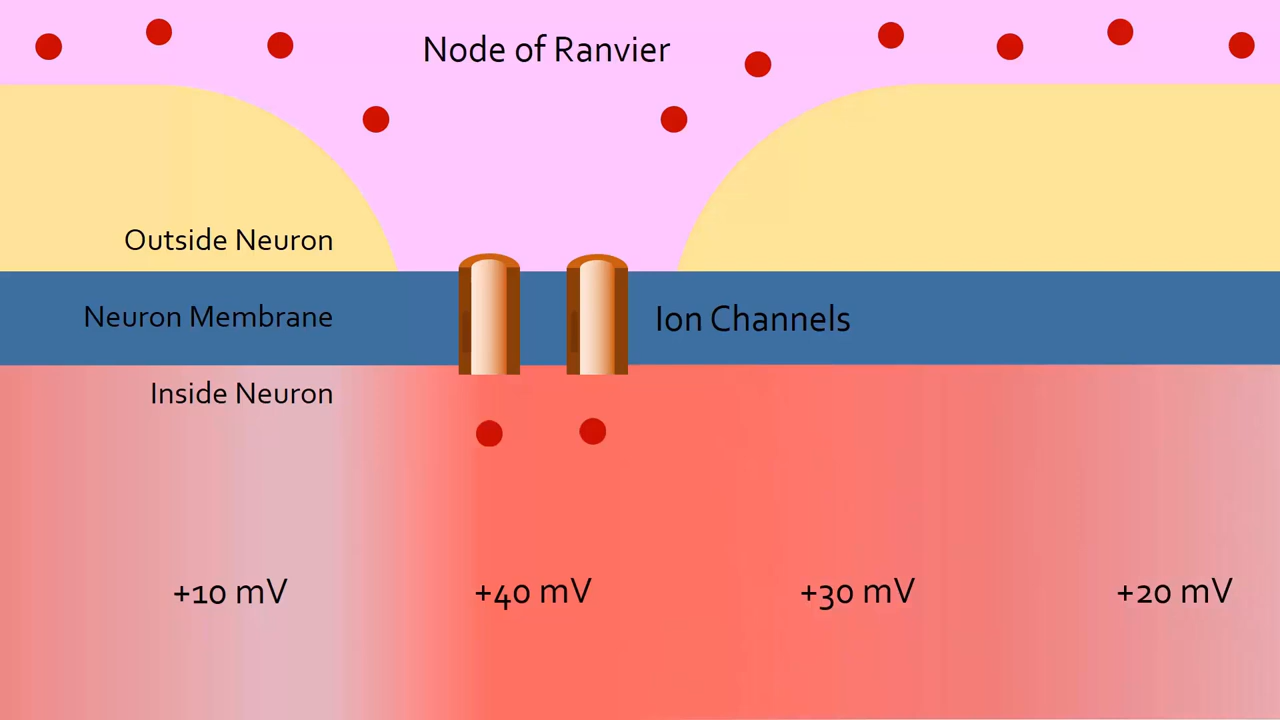 Node of Ranvier
Outside Neuron
Neuron Membrane
Ion Channels
Inside Neuron
+10 mV
+40 mV
+30 mV
+20 mV